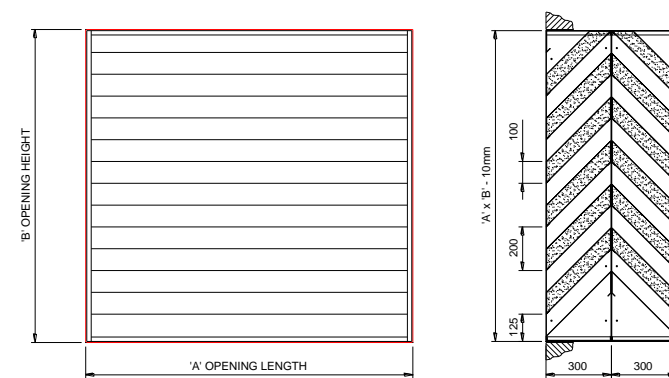 'B' OPENING HEIGHT
'A' OPENING LENGTH
'A' x 'B' - 10mm
100
200
125
300
300